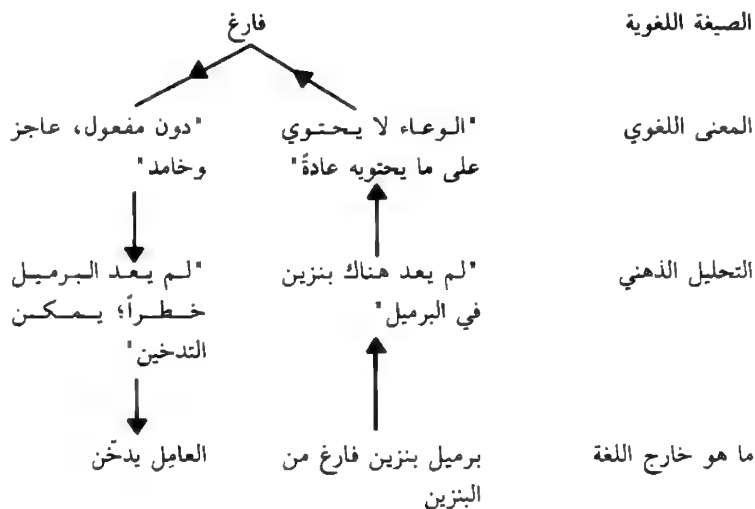 الصيغة اللغوية فارغ
المعنى اللغوي "الوعاء لا يحتوي "دون مفعول، عاجز
على ما يحتويه عادةً" وخامد"
التحليل الذهني "لم يعد هناك بنزين "لم يعد البرميل
في البرميل" خطراً؛ يمكن
التدخين"
ما هو خارج اللغة برميل بنزين فارغ من العامِل يدخّن
البنزين